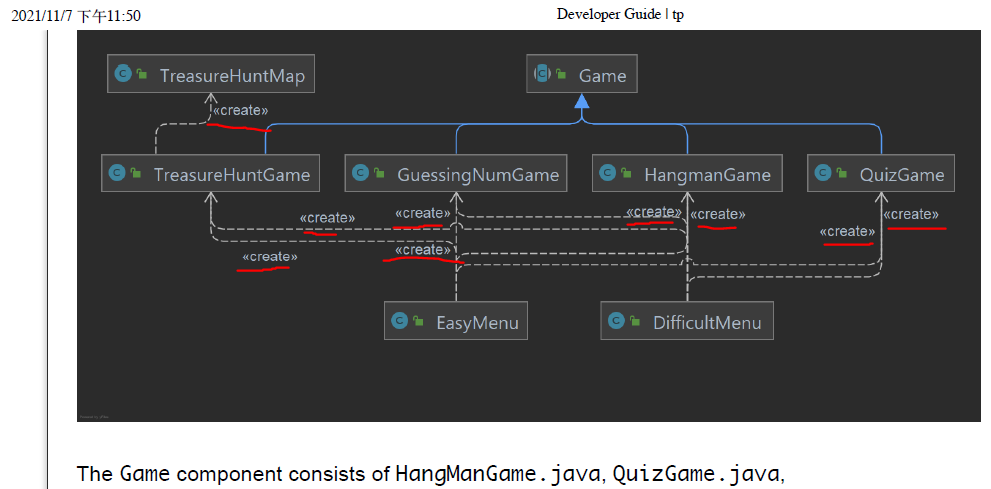 2021/11/7 下午11:50
Developer Guide | tp
TreasureHuntMap
Game
«create»
TreasureHuntGame
GuessingNumGame
HangmanGame
QuizGame
«create»
«create»
«create»
«create»
«create»
«create»
«create»
«create»
EasyMenu
DifficultMenu
The Game component consists of HangManGame.java, QuizGame.java,